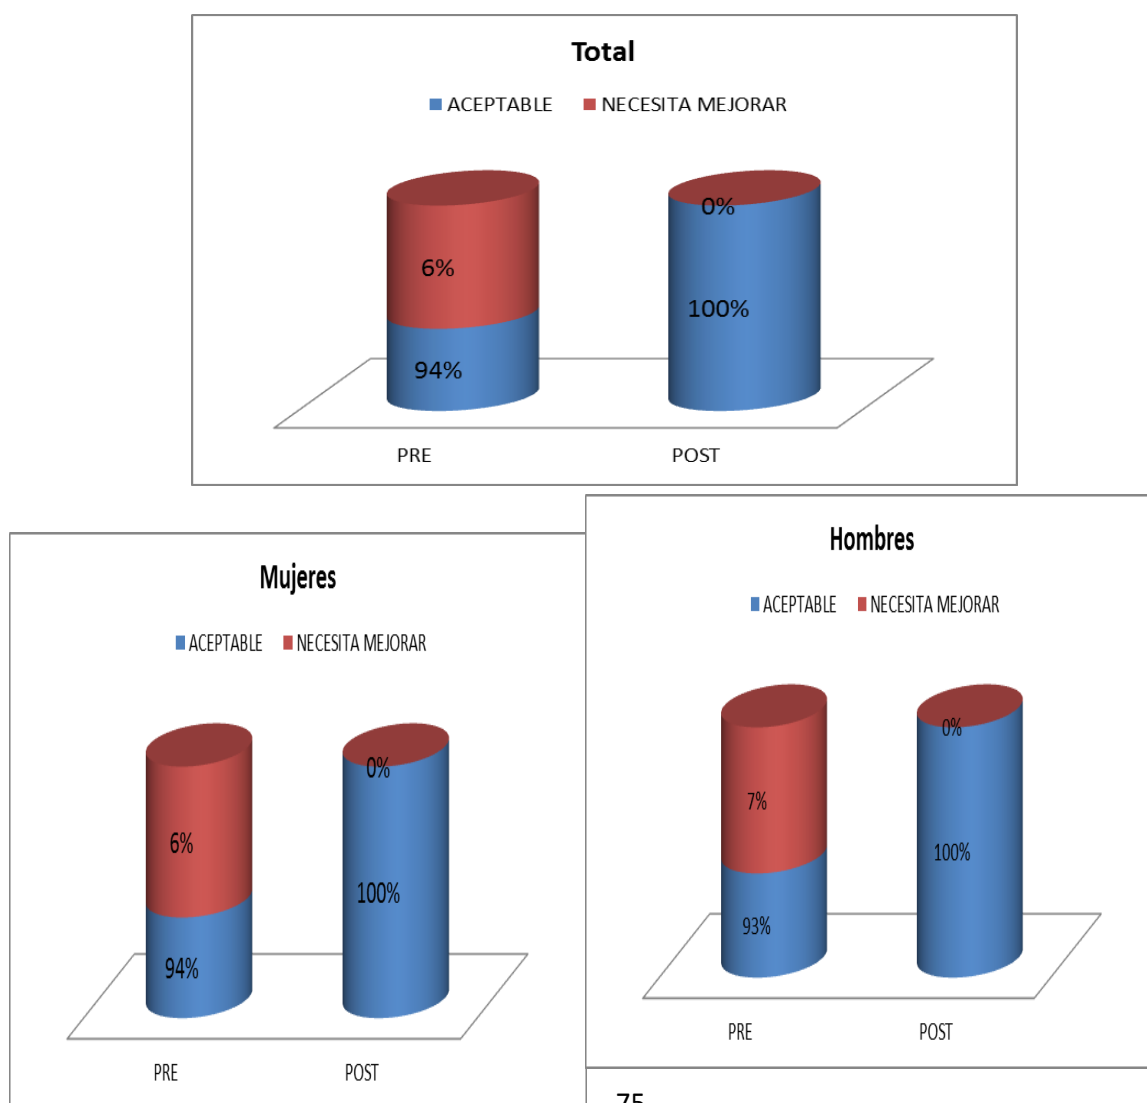 Total
ACEPTABLE NECESITA MEJORAR
0%
6%
100%
94%
PRE POST
Mujeres
ACEPTABLE NECESITA MEJORAR
0%
6%
100%
94%
PRE POST
Hombres
ACEPTABLE NECESITA MEJORAR
0%
7%
100%
93%
PRE POST
75